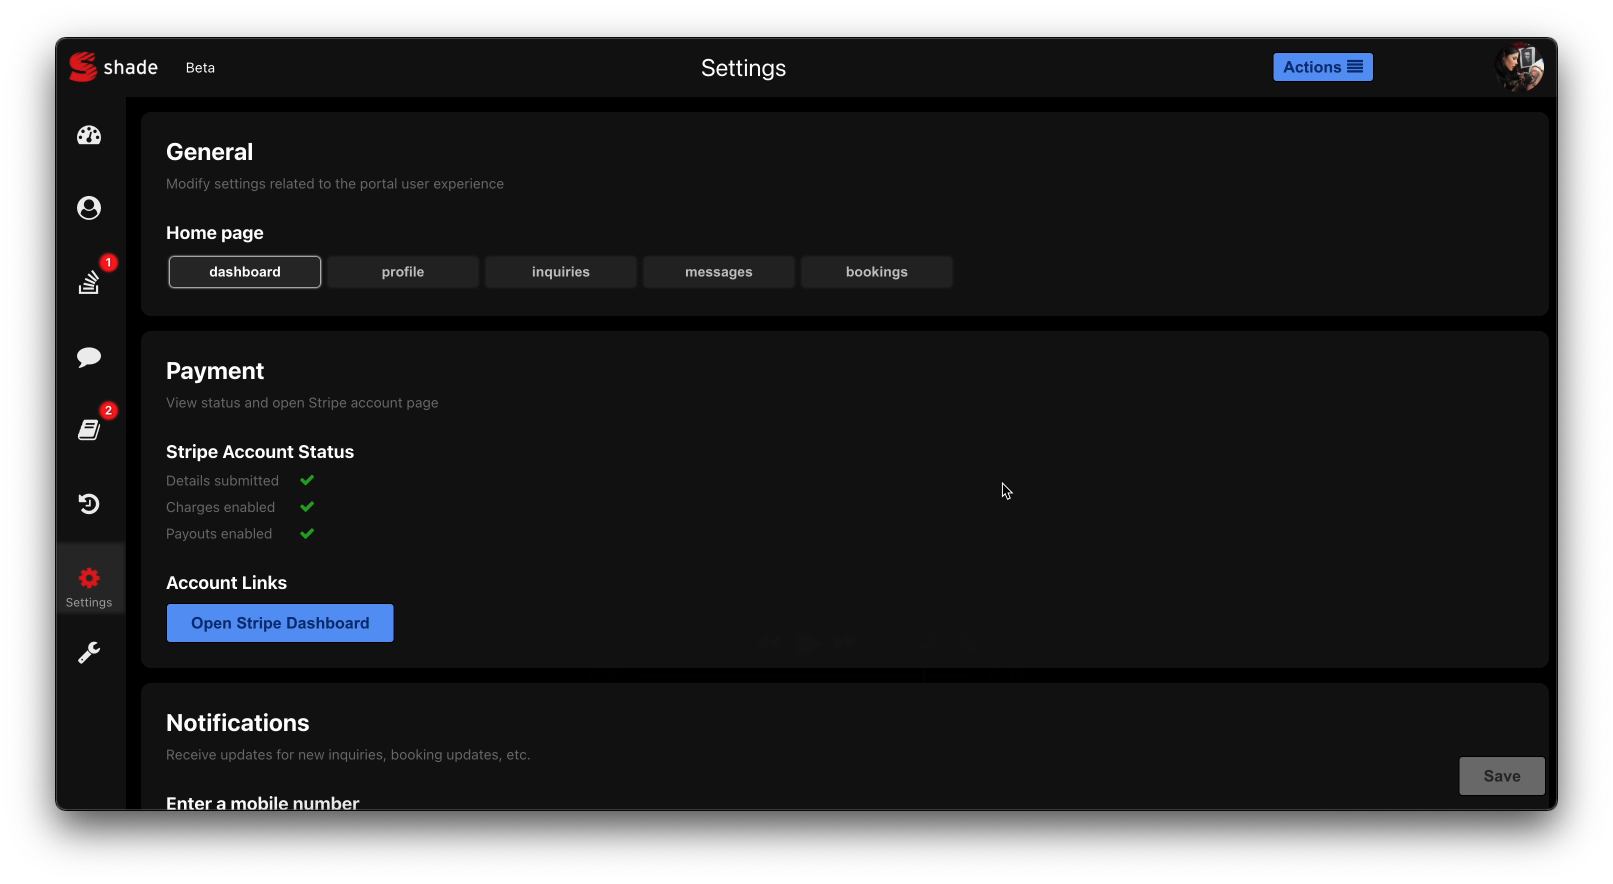 shade Beta Settings Actions
General
Modify settings related to the portal user experience
Home page
dashboard profile inquiries messages bookings
1
Payment
View status and open Stripe account page
2
Stripe Account Status
Details submitted
Charges enabled
Payouts enabled
Account Links
Settings
Open Stripe Dashboard
Notifications
Receive updates for new inquiries, booking updates, etc.
Save
Enter a mobile number